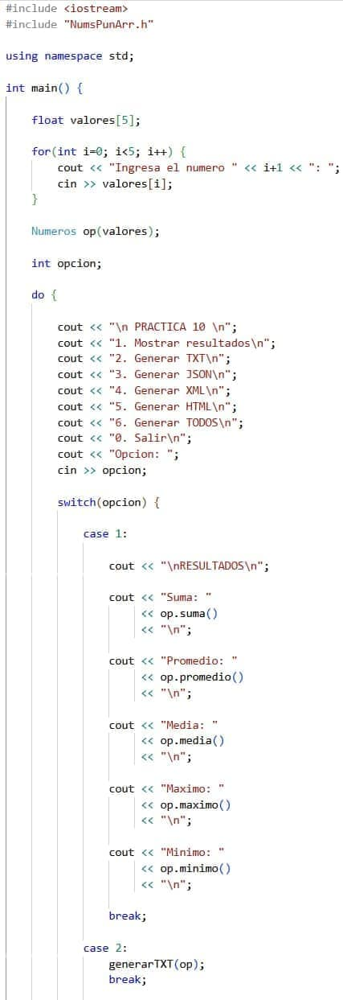 #include <iostream>
#include "NumsPunArr.h"
using namespace std;
int main() {
float valores[5];
for(int i=0; i<5; i++) {
cout << "Ingresa el numero " << i+1 << ": ";
cin >> valores[i];
}
Numeros op(valores);
int opcion;
do {
cout << "\n PRACTICA 10 \n";
cout << "1. Mostrar resultados\n";
cout << "2. Generar TXT\n";
cout << "3. Generar JSON\n";
cout << "4. Generar XML\n";
cout << "5. Generar HTML\n";
cout << "6. Generar TODOS\n";
cout << "0. Salir\n";
cout << "Opcion: ";
cin >> opcion;
switch(opcion) {
case 1:
cout << "\nRESULTADOS\n";
cout << "Suma: "
<< op.suma()
<< "\n";
cout << "Promedio: "
<< op.promedio()
<< "\n";
cout << "Media: "
<< op.media()
<< "\n";
cout << "Maximo: "
<< op.maximo()
<< "\n";
cout << "Minimo: "
<< op.minimo()
<< "\n";
break;
case 2:
generarTXT(op);
break;